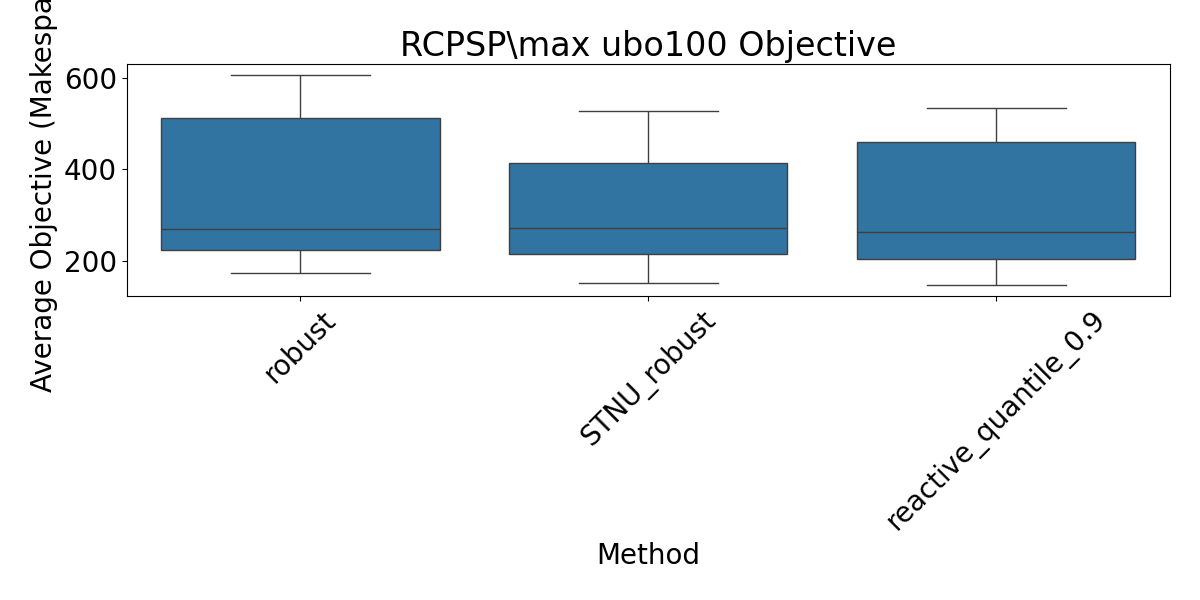 RCPSP\max ubo100 Objective
Average Objective (Makespa
600
400
200
robust
STNU_robust
reactive_quantile_0.9
Method